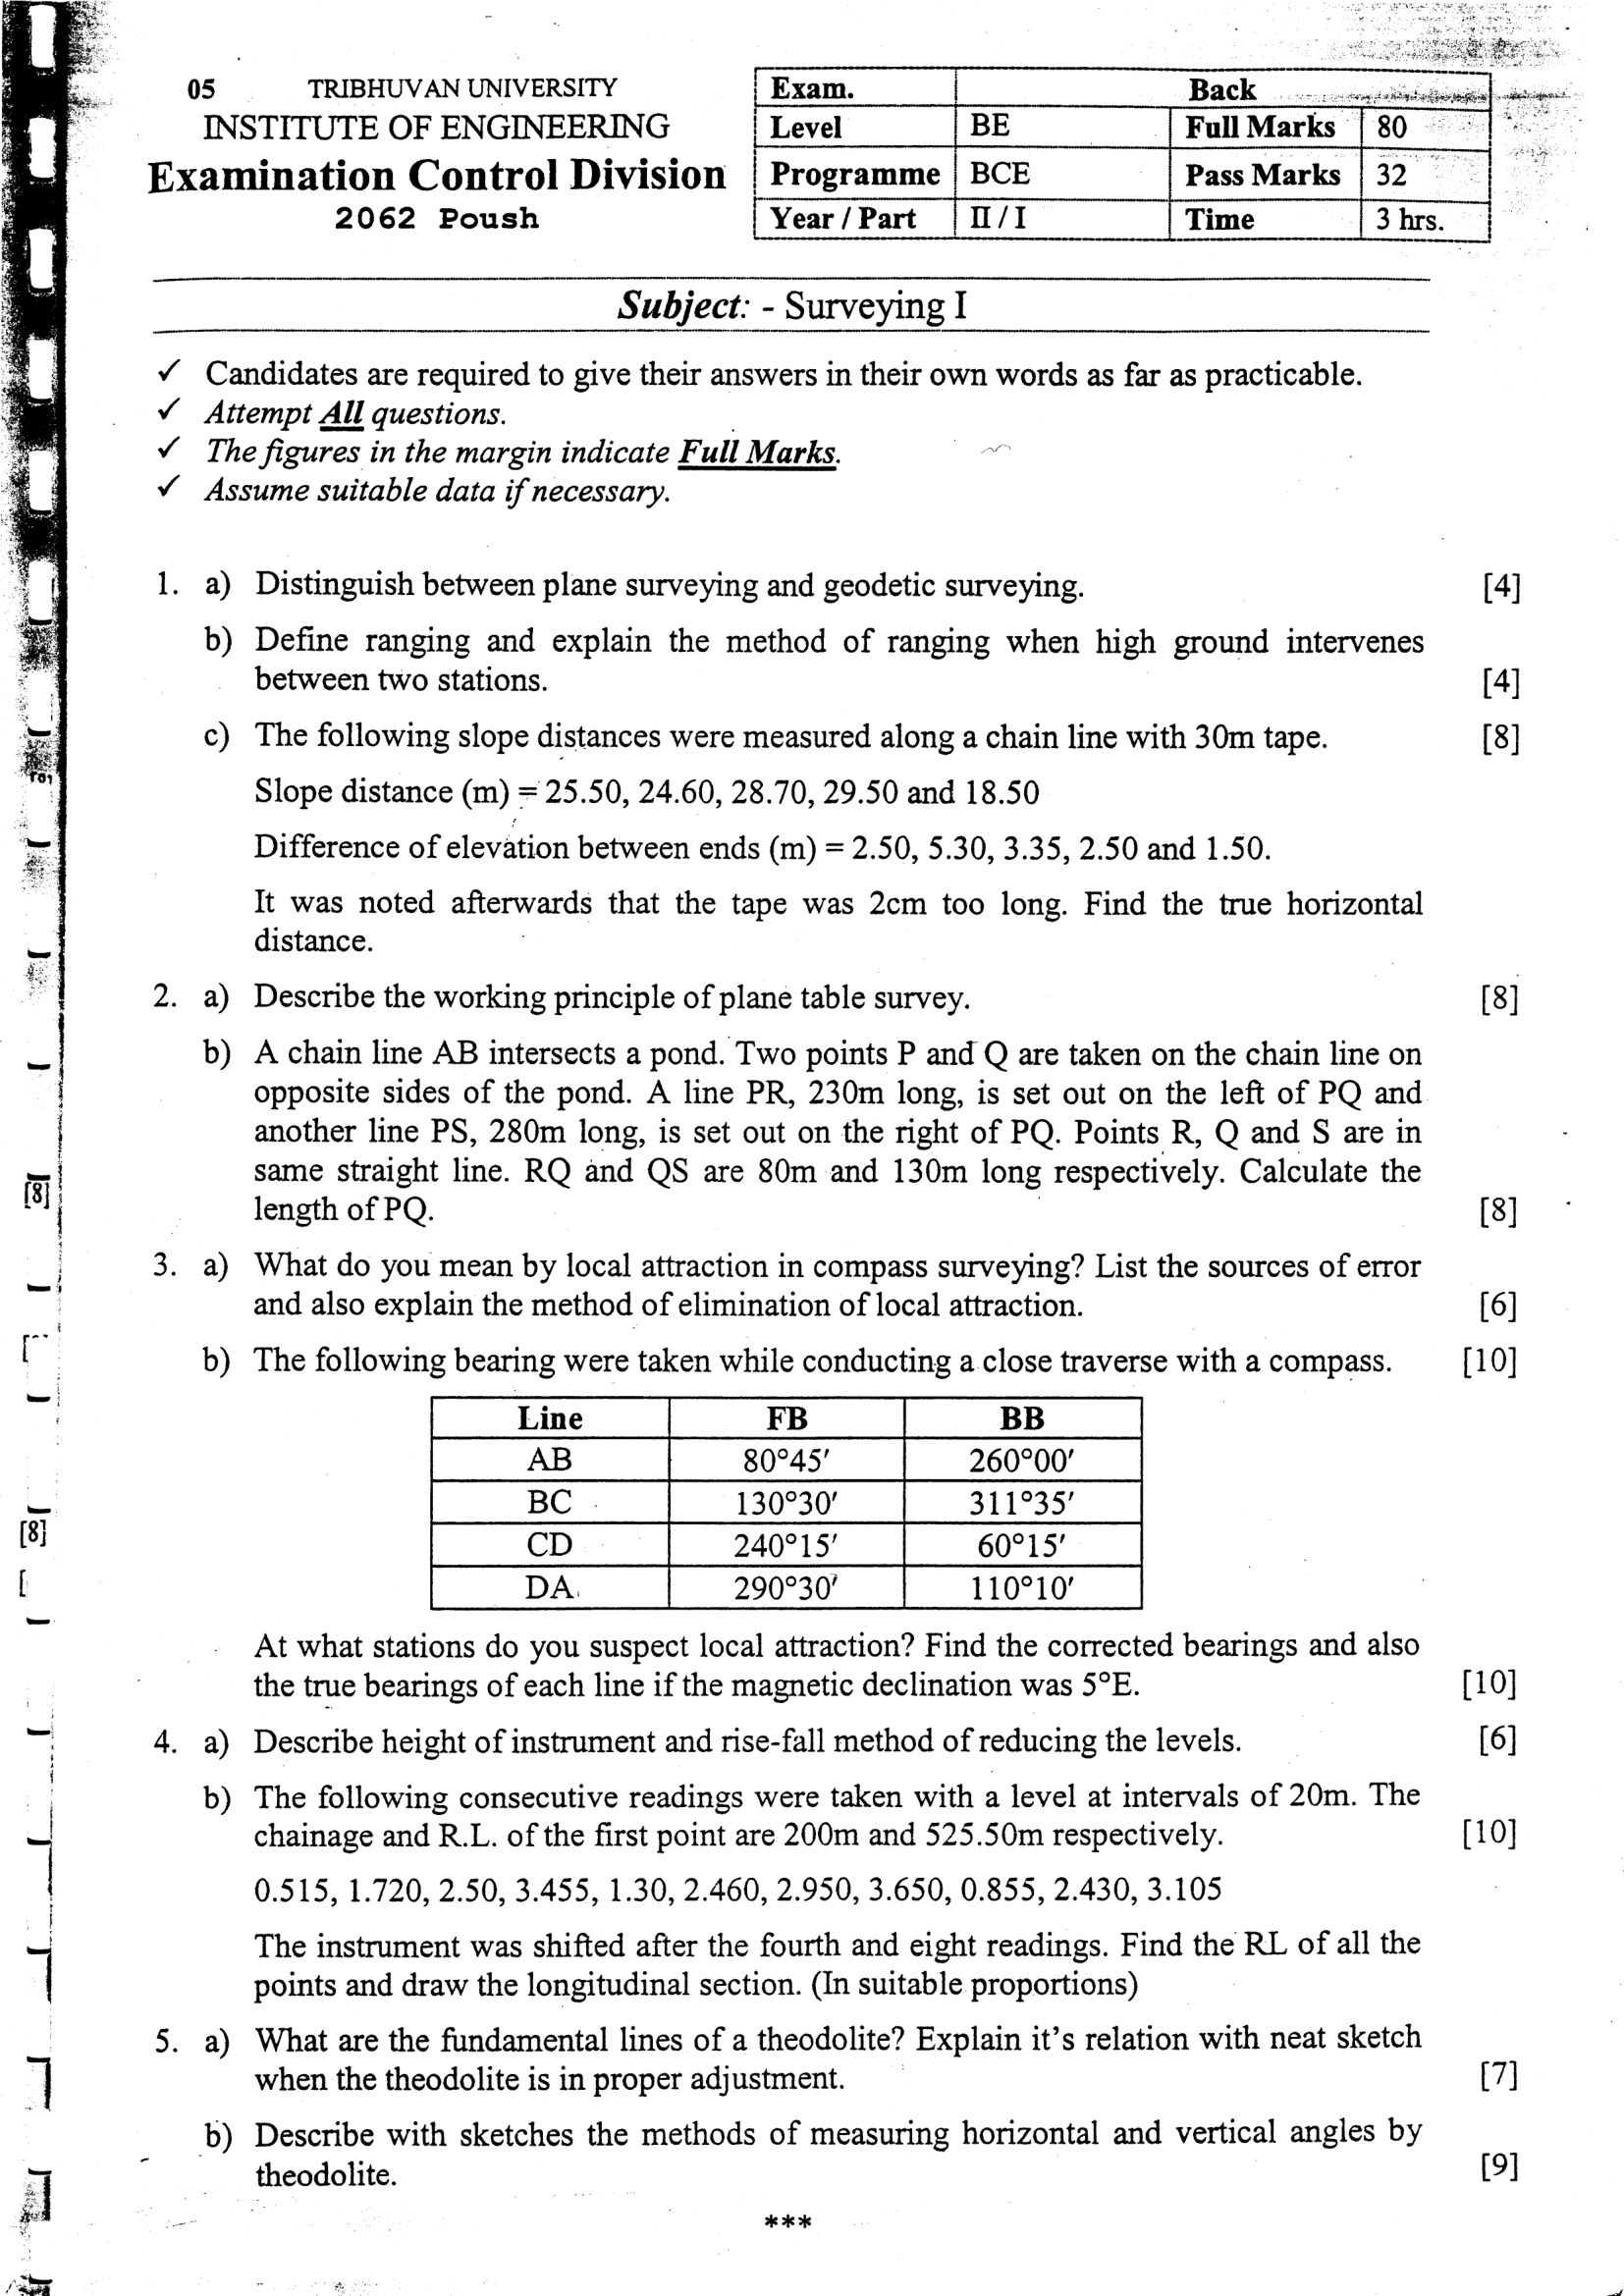 05 TRIBHUVAN UNIVERSITY
INSTITUTE OF ENGINEERING
Examination Control Division
2062 Poush
Exam. Back
Level BE Full Marks 80
Programme BCE Pass Marks 32
Year / Part II / I Time 3 hrs.
Subject: - Surveying I
✓ Candidates are required to give their answers in their own words as far as practicable.
✓ Attempt All questions.
✓ The figures in the margin indicate Full Marks.
✓ Assume suitable data if necessary.
1. a) Distinguish between plane surveying and geodetic surveying. [4]
b) Define ranging and explain the method of ranging when high ground intervenes
between two stations. [4]
c) The following slope distances were measured along a chain line with 30m tape. [8]
Slope distance (m) = 25.50, 24.60, 28.70, 29.50 and 18.50
Difference of elevation between ends (m) = 2.50, 5.30, 3.35, 2.50 and 1.50.
It was noted afterwards that the tape was 2cm too long. Find the true horizontal
distance.
2. a) Describe the working principle of plane table survey. [8]
b) A chain line AB intersects a pond. Two points P and Q are taken on the chain line on
opposite sides of the pond. A line PR, 230m long, is set out on the left of PQ and
another line PS, 280m long, is set out on the right of PQ. Points R, Q and S are in
same straight line. RQ and QS are 80m and 130m long respectively. Calculate the
length of PQ. [8]
3. a) What do you mean by local attraction in compass surveying? List the sources of error
and also explain the method of elimination of local attraction. [6]
b) The following bearing were taken while conducting a close traverse with a compass. [10]
Line FB BB
AB 80°45′ 260°00′
BC 130°30′ 311°35′
CD 240°15′ 60°15′
DA 290°30′ 110°10′
At what stations do you suspect local attraction? Find the corrected bearings and also
the true bearings of each line if the magnetic declination was 5°E. [10]
4. a) Describe height of instrument and rise-fall method of reducing the levels. [6]
b) The following consecutive readings were taken with a level at intervals of 20m. The
chainage and R.L. of the first point are 200m and 525.50m respectively. [10]
0.515, 1.720, 2.50, 3.455, 1.30, 2.460, 2.950, 3.650, 0.855, 2.430, 3.105
The instrument was shifted after the fourth and eight readings. Find the RL of all the
points and draw the longitudinal section. (In suitable proportions)
5. a) What are the fundamental lines of a theodolite? Explain it's relation with neat sketch
when the theodolite is in proper adjustment. [7]
b) Describe with sketches the methods of measuring horizontal and vertical angles by
theodolite. [9]
***
[8]
[8]